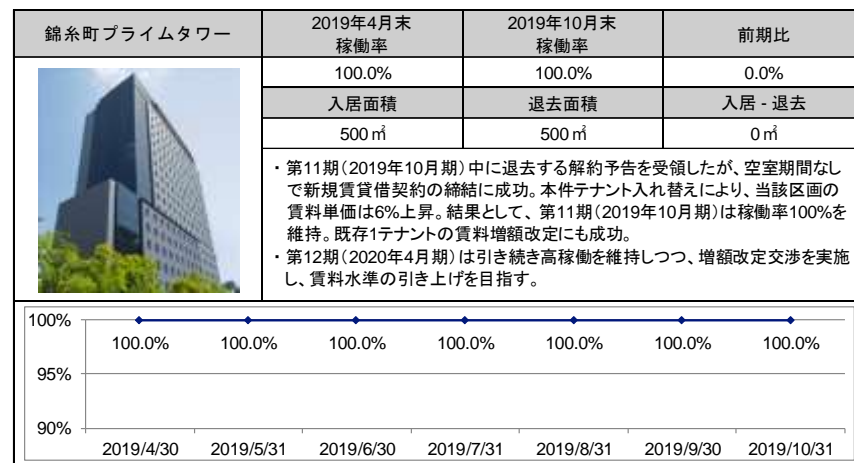 錦糸町プライムタワー
2019年4月末
稼働率
2019年10月末
稼働率
前期比
100.0%
100.0%
0.0%
入居面積
退去面積
入居 - 退去
500㎡
500㎡
0㎡
・第11期(2019年10月期)中に退去する解約予告を受領したが、空室期間なし
で新規賃貸借契約の締結に成功。本件テナント入れ替えにより、当該区画の
賃料単価は6%上昇。結果として、第11期(2019年10月期)は稼働率100%を
維持。既存1テナントの賃料増額改定にも成功。
・第12期(2020年4月期)は引き続き高稼働を維持しつつ、増額改定交渉を実施
し、賃料水準の引き上げを目指す。
100%
100.0% 100.0% 100.0% 100.0% 100.0% 100.0% 100.0%
95%
90%
2019/4/30 2019/5/31 2019/6/30 2019/7/31 2019/8/31 2019/9/30 2019/10/31